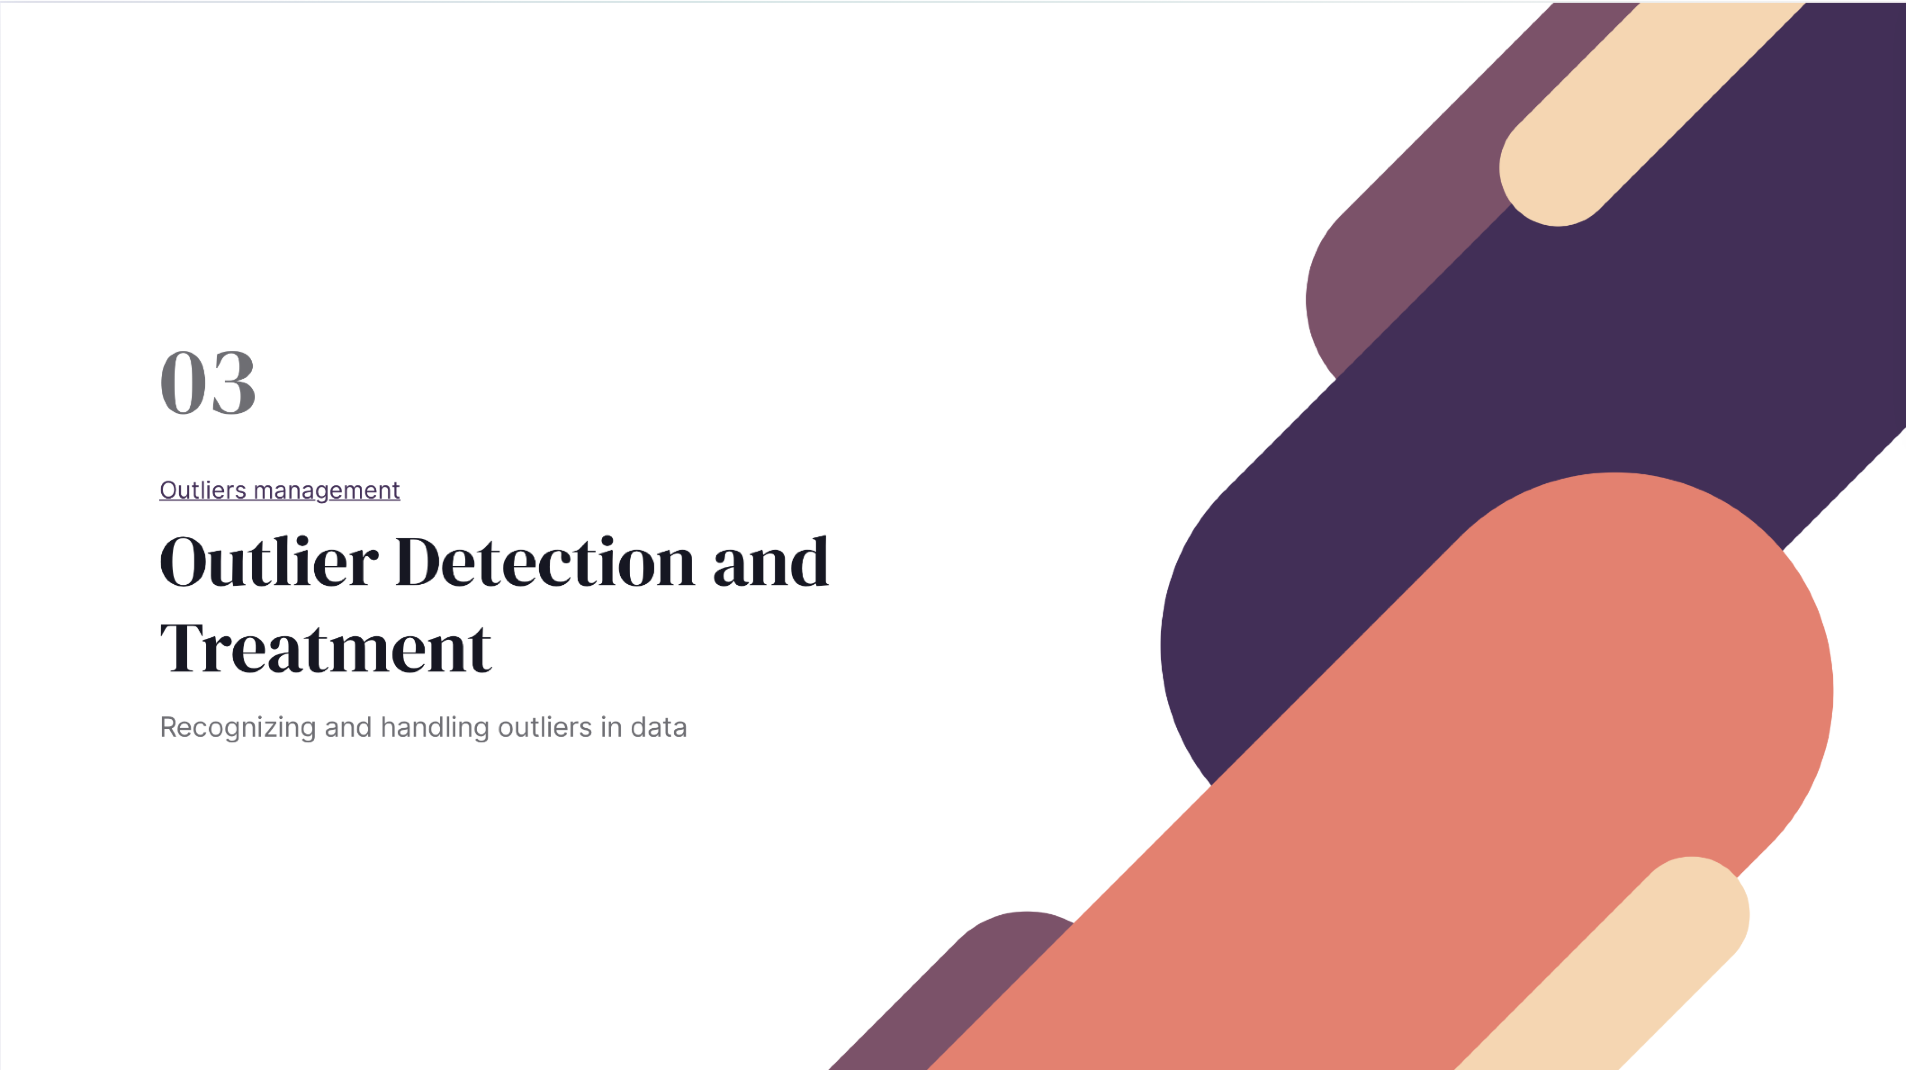 03
Outliers management
Outlier Detection and
Treatment
Recognizing and handling outliers in data